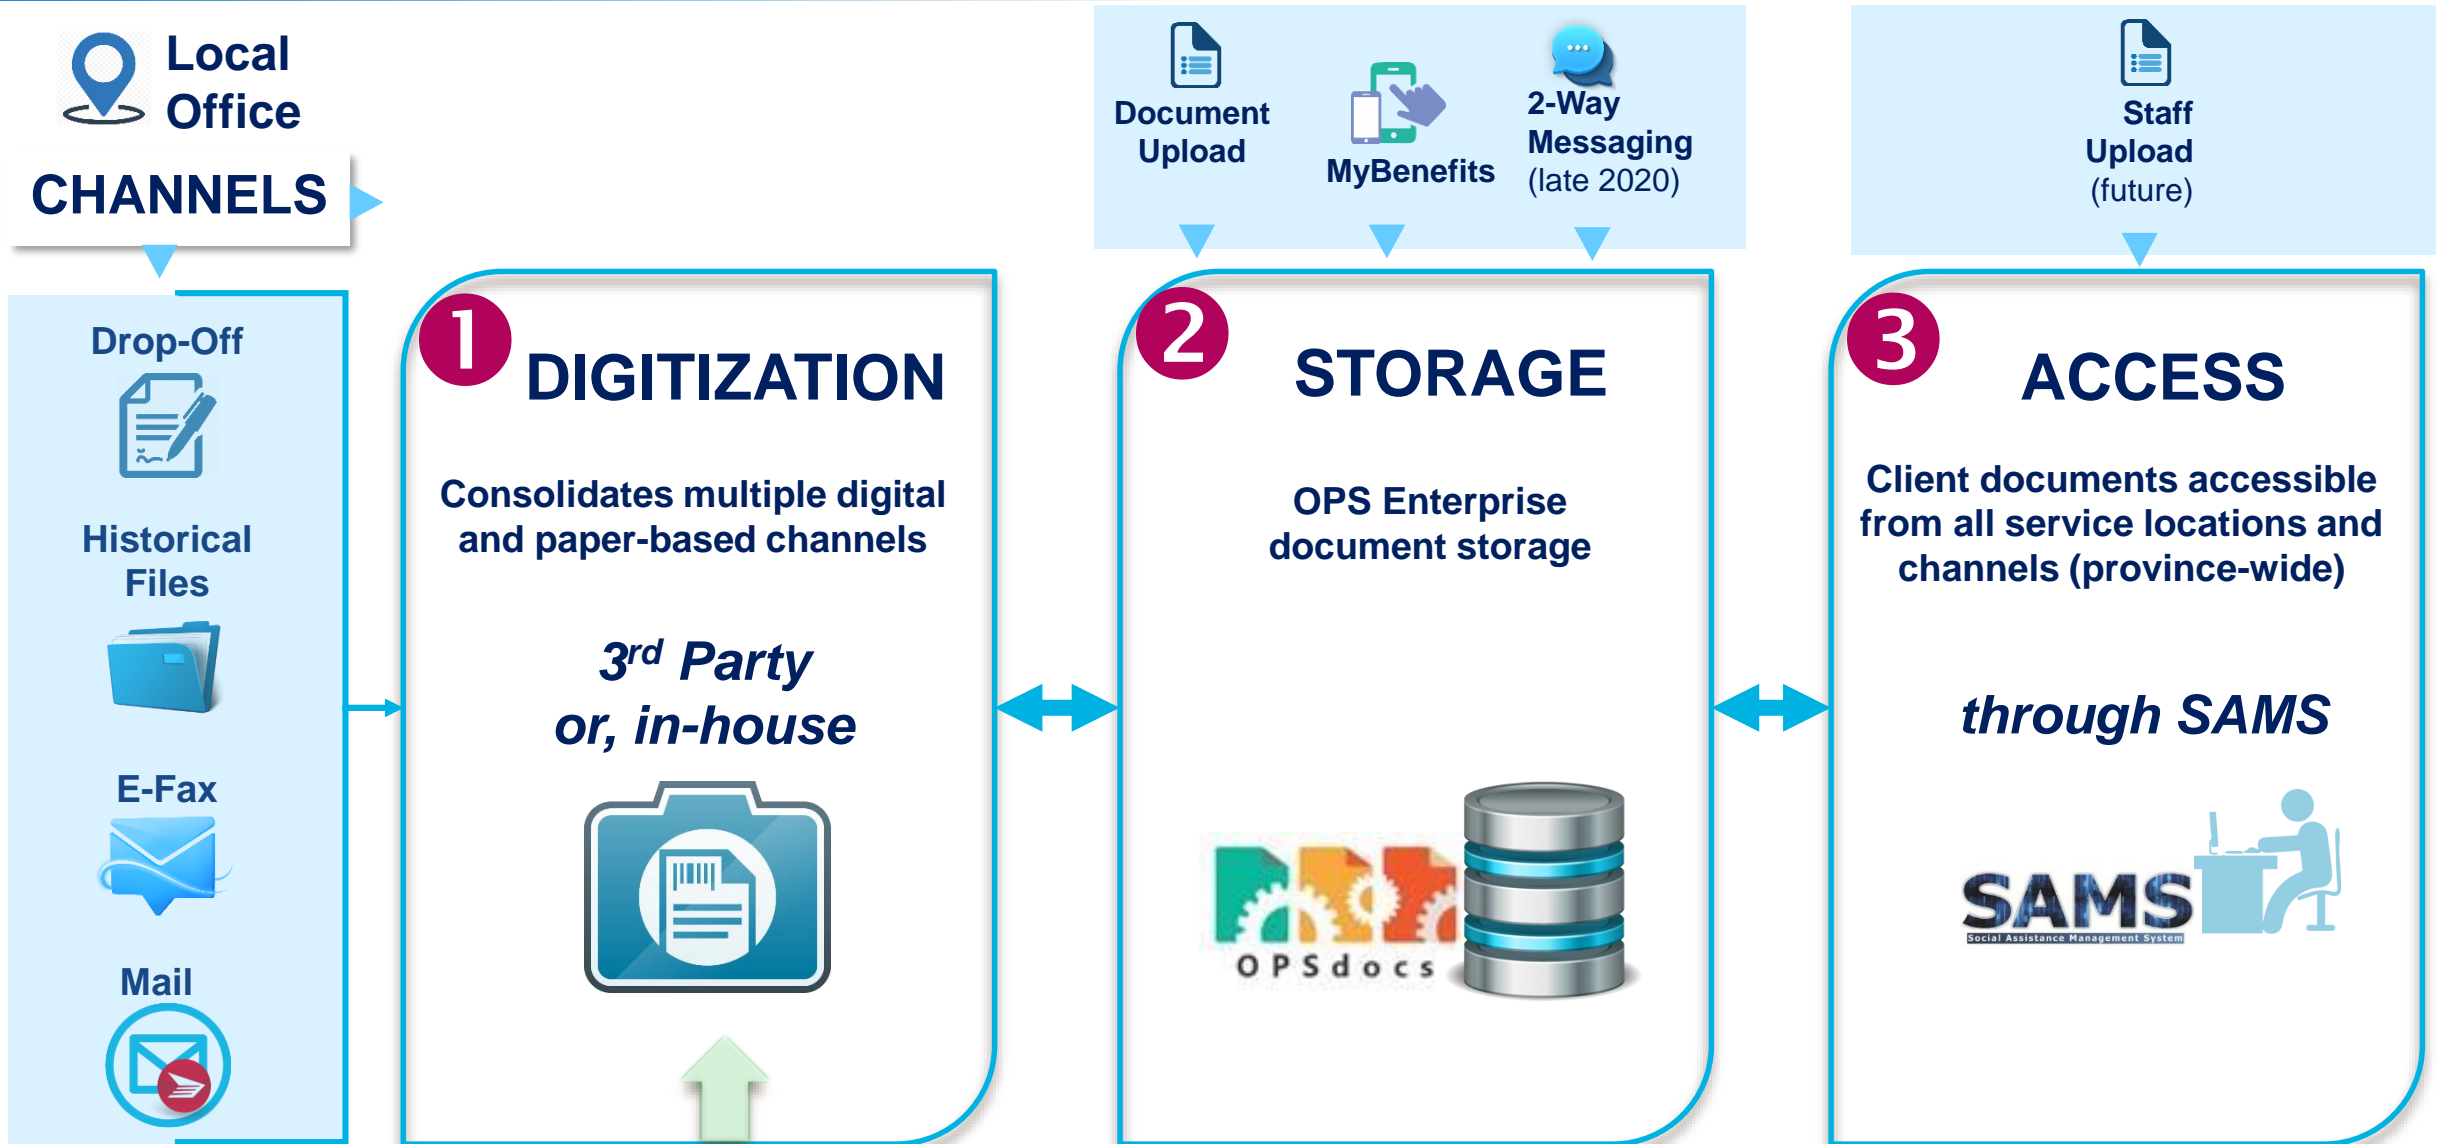 Local
Office
CHANNELS
Document
Upload
MyBenefits
2-Way
Messaging
(late 2020)
Staff
Upload
(future)
Drop-Off
Historical
Files
E-Fax
Mail
1
DIGITIZATION
Consolidates multiple digital
and paper-based channels
3rd Party
or, in-house
2
STORAGE
OPS Enterprise
document storage
OPSdocs
3
ACCESS
Client documents accessible
from all service locations and
channels (province-wide)
through SAMS
SAMS
Social Assistance Management System